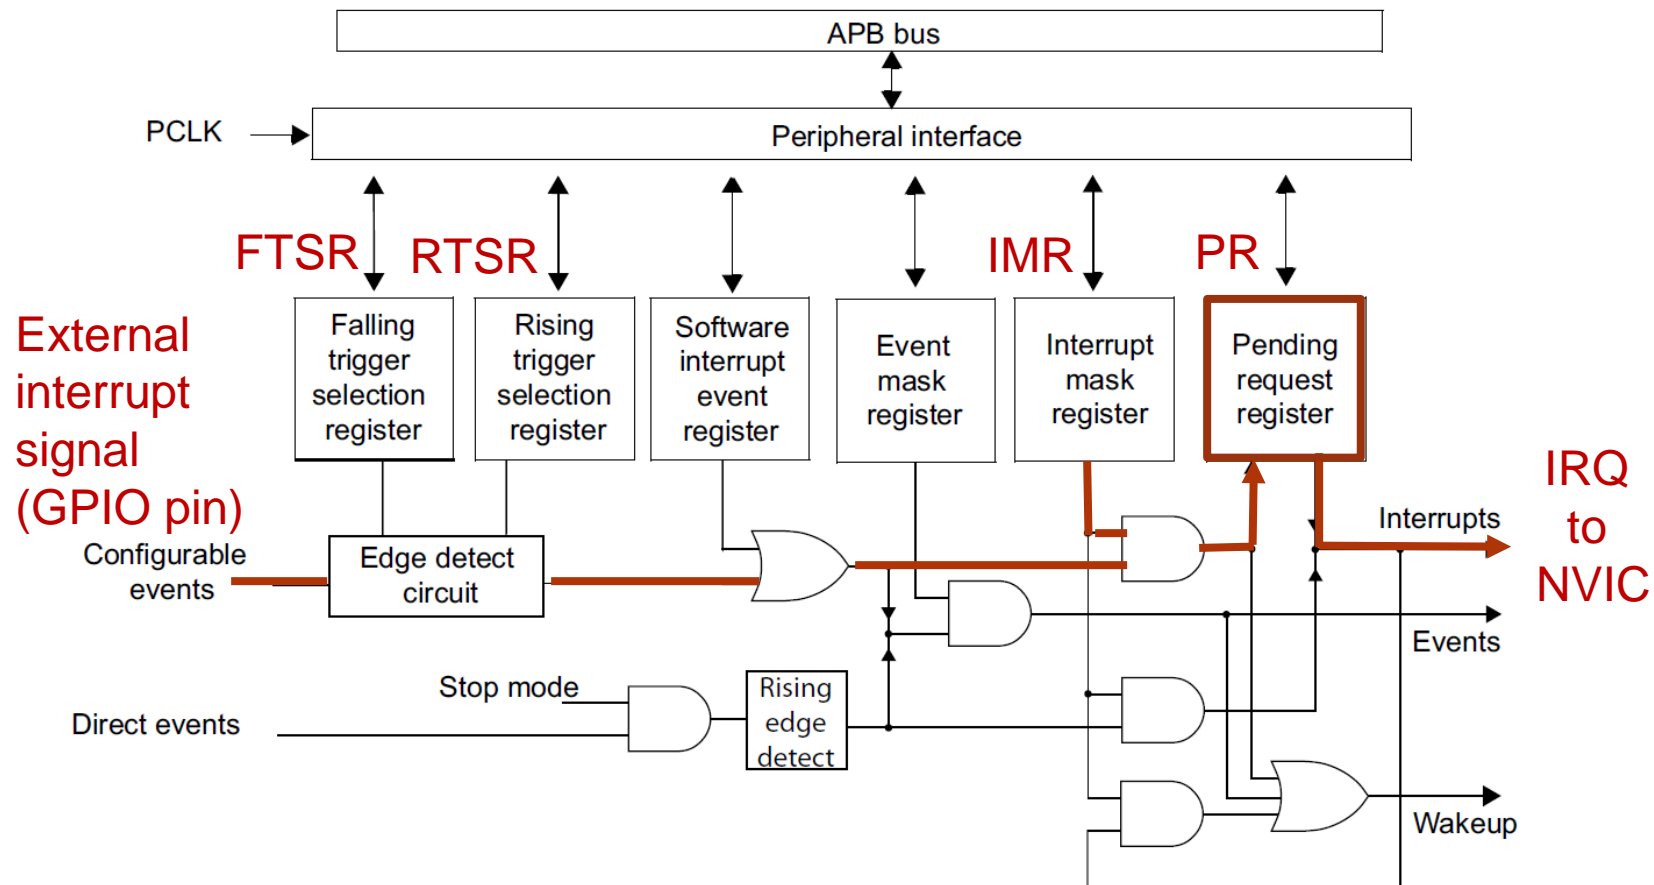 APB bus
PCLK
Peripheral interface
FTSR
RTSR
IMR
PR
External
interrupt
signal
(GPIO pin)
Falling
trigger
selection
register
Rising
trigger
selection
register
Software
interrupt
event
register
Event
mask
register
Interrupt
mask
register
Pending
request
register
IRQ
to
NVIC
Configurable
events
Edge detect
circuit
Interrupts
Events
Stop mode
Direct events
Rising
edge
detect
Wakeup